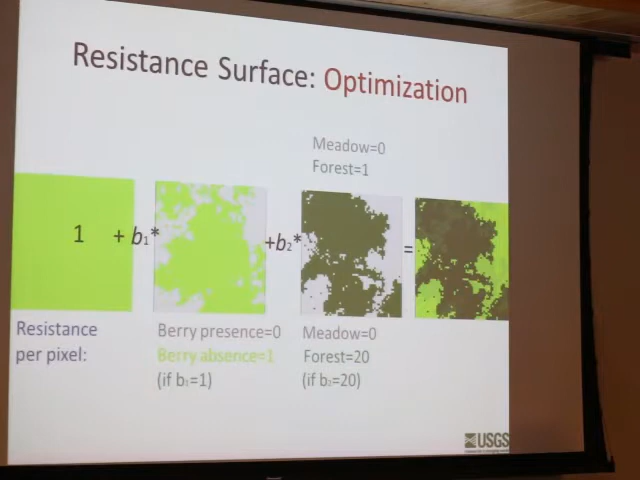 Resistance Surface: Optimization
Meadow=0
Forest=1
1 + b₁* +b₂* =
Resistance
per pixel:
Berry presence=0
Berry absence=1
(if b₁=1)
Meadow=0
Forest=20
(if b₂=20)
USGS